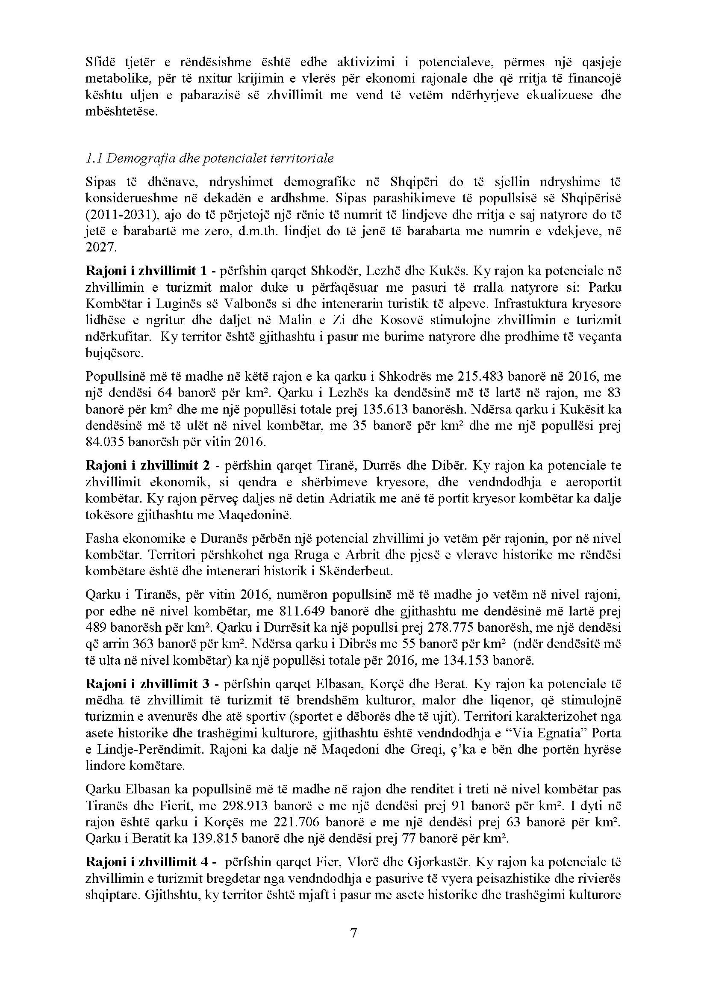 Sfidë tjetër e rëndësishme është edhe aktivizimi i potencialeve, përmes një qasjeje
metabolike, për të nxitur krijimin e vlerës për ekonomi rajonale dhe që rritja të financojë
kështu uljen e pabarazisë së zhvillimit me vend të vetëm ndërhyrjeve ekualizuese dhe
mbështetëse.
1.1 Demografia dhe potencialet territoriale
Sipas të dhënave, ndryshimet demografike në Shqipëri do të sjellin ndryshime të
konsiderueshme në dekadën e ardhshme. Sipas parashikimeve të popullsisë së Shqipërisë
(2011-2031), ajo do të përjetojë një rënie të numrit të lindjeve dhe rritja e saj natyrore do të
jetë e barabartë me zero, d.m.th. lindjet do të jenë të barabarta me numrin e vdekjeve, në
2027.
Rajoni i zhvillimit 1 - përfshin qarqet Shkodër, Lezhë dhe Kukës. Ky rajon ka potenciale në
zhvillimin e turizmit malor duke u përfaqësuar me pasuri të rralla natyrore si: Parku
Kombëtar i Luginës së Valbonës si dhe intenerarin turistik të alpeve. Infrastuktura kryesore
lidhëse e ngritur dhe daljet në Malin e Zi dhe Kosovë stimulojne zhvillimin e turizmit
ndërkufitar.  Ky territor është gjithashtu i pasur me burime natyrore dhe prodhime të veçanta
bujqësore.
Popullsinë më të madhe në këtë rajon e ka qarku i Shkodrës me 215.483 banorë në 2016, me
një dendësi 64 banorë për km². Qarku i Lezhës ka dendësinë më të lartë në rajon, me 83
banorë për km² dhe me një popullësi totale prej 135.613 banorësh. Ndërsa qarku i Kukësit ka
dendësinë më të ulët në nivel kombëtar, me 35 banorë për km² dhe me një popullësi prej
84.035 banorësh për vitin 2016.
Rajoni i zhvillimit 2 - përfshin qarqet Tiranë, Durrës dhe Dibër. Ky rajon ka potenciale te
zhvillimit ekonomik, si qendra e shërbimeve kryesore, dhe vendndodhja e aeroportit
kombëtar. Ky rajon përveç daljes në detin Adriatik me anë të portit kryesor kombëtar ka dalje
tokësore gjithashtu me Maqedoninë.
Fasha ekonomike e Duranës përbën një potencial zhvillimi jo vetëm për rajonin, por në nivel
kombëtar. Territori përshkohet nga Rruga e Arbrit dhe pjesë e vlerave historike me rëndësi
kombëtare është dhe intenerari historik i Skënderbeut.
Qarku i Tiranës, për vitin 2016, numëron popullsinë më të madhe jo vetëm në nivel rajoni,
por edhe në nivel kombëtar, me 811.649 banorë dhe gjithashtu me dendësinë më lartë prej
489 banorësh për km². Qarku i Durrësit ka një popullsi prej 278.775 banorësh, me një dendësi
që arrin 363 banorë për km². Ndërsa qarku i Dibrës me 55 banorë për km²  (ndër dendësitë më
të ulta në nivel kombëtar) ka një popullësi totale për 2016, me 134.153 banorë.
Rajoni i zhvillimit 3 - përfshin qarqet Elbasan, Korçë dhe Berat. Ky rajon ka potenciale të
mëdha të zhvillimit të turizmit të brendshëm kulturor, malor dhe liqenor, që stimulojnë
turizmin e avenurës dhe atë sportiv (sportet e dëborës dhe të ujit). Territori karakterizohet nga
asete historike dhe trashëgimi kulturore, gjithashtu është vendndodhja e “Via Egnatia” Porta
e Lindje-Perëndimit. Rajoni ka dalje në Maqedoni dhe Greqi, ç’ka e bën dhe portën hyrëse
lindore komëtare.
Qarku Elbasan ka popullsinë më të madhe në rajon dhe renditet i treti në nivel kombëtar pas
Tiranës dhe Fierit, me 298.913 banorë e me një dendësi prej 91 banorë për km². I dyti në
rajon është qarku i Korçës me 221.706 banorë e me një dendësi prej 63 banorë për km².
Qarku i Beratit ka 139.815 banorë dhe një dendësi prej 77 banorë për km².
Rajoni i zhvillimit 4 -  përfshin qarqet Fier, Vlorë dhe Gjorkastër. Ky rajon ka potenciale të
zhvillimin e turizmit bregdetar nga vendndodhja e pasurive të vyera peisazhistike dhe rivierës
shqiptare. Gjithshtu, ky territor është mjaft i pasur me asete historike dhe trashëgimi kulturore
7